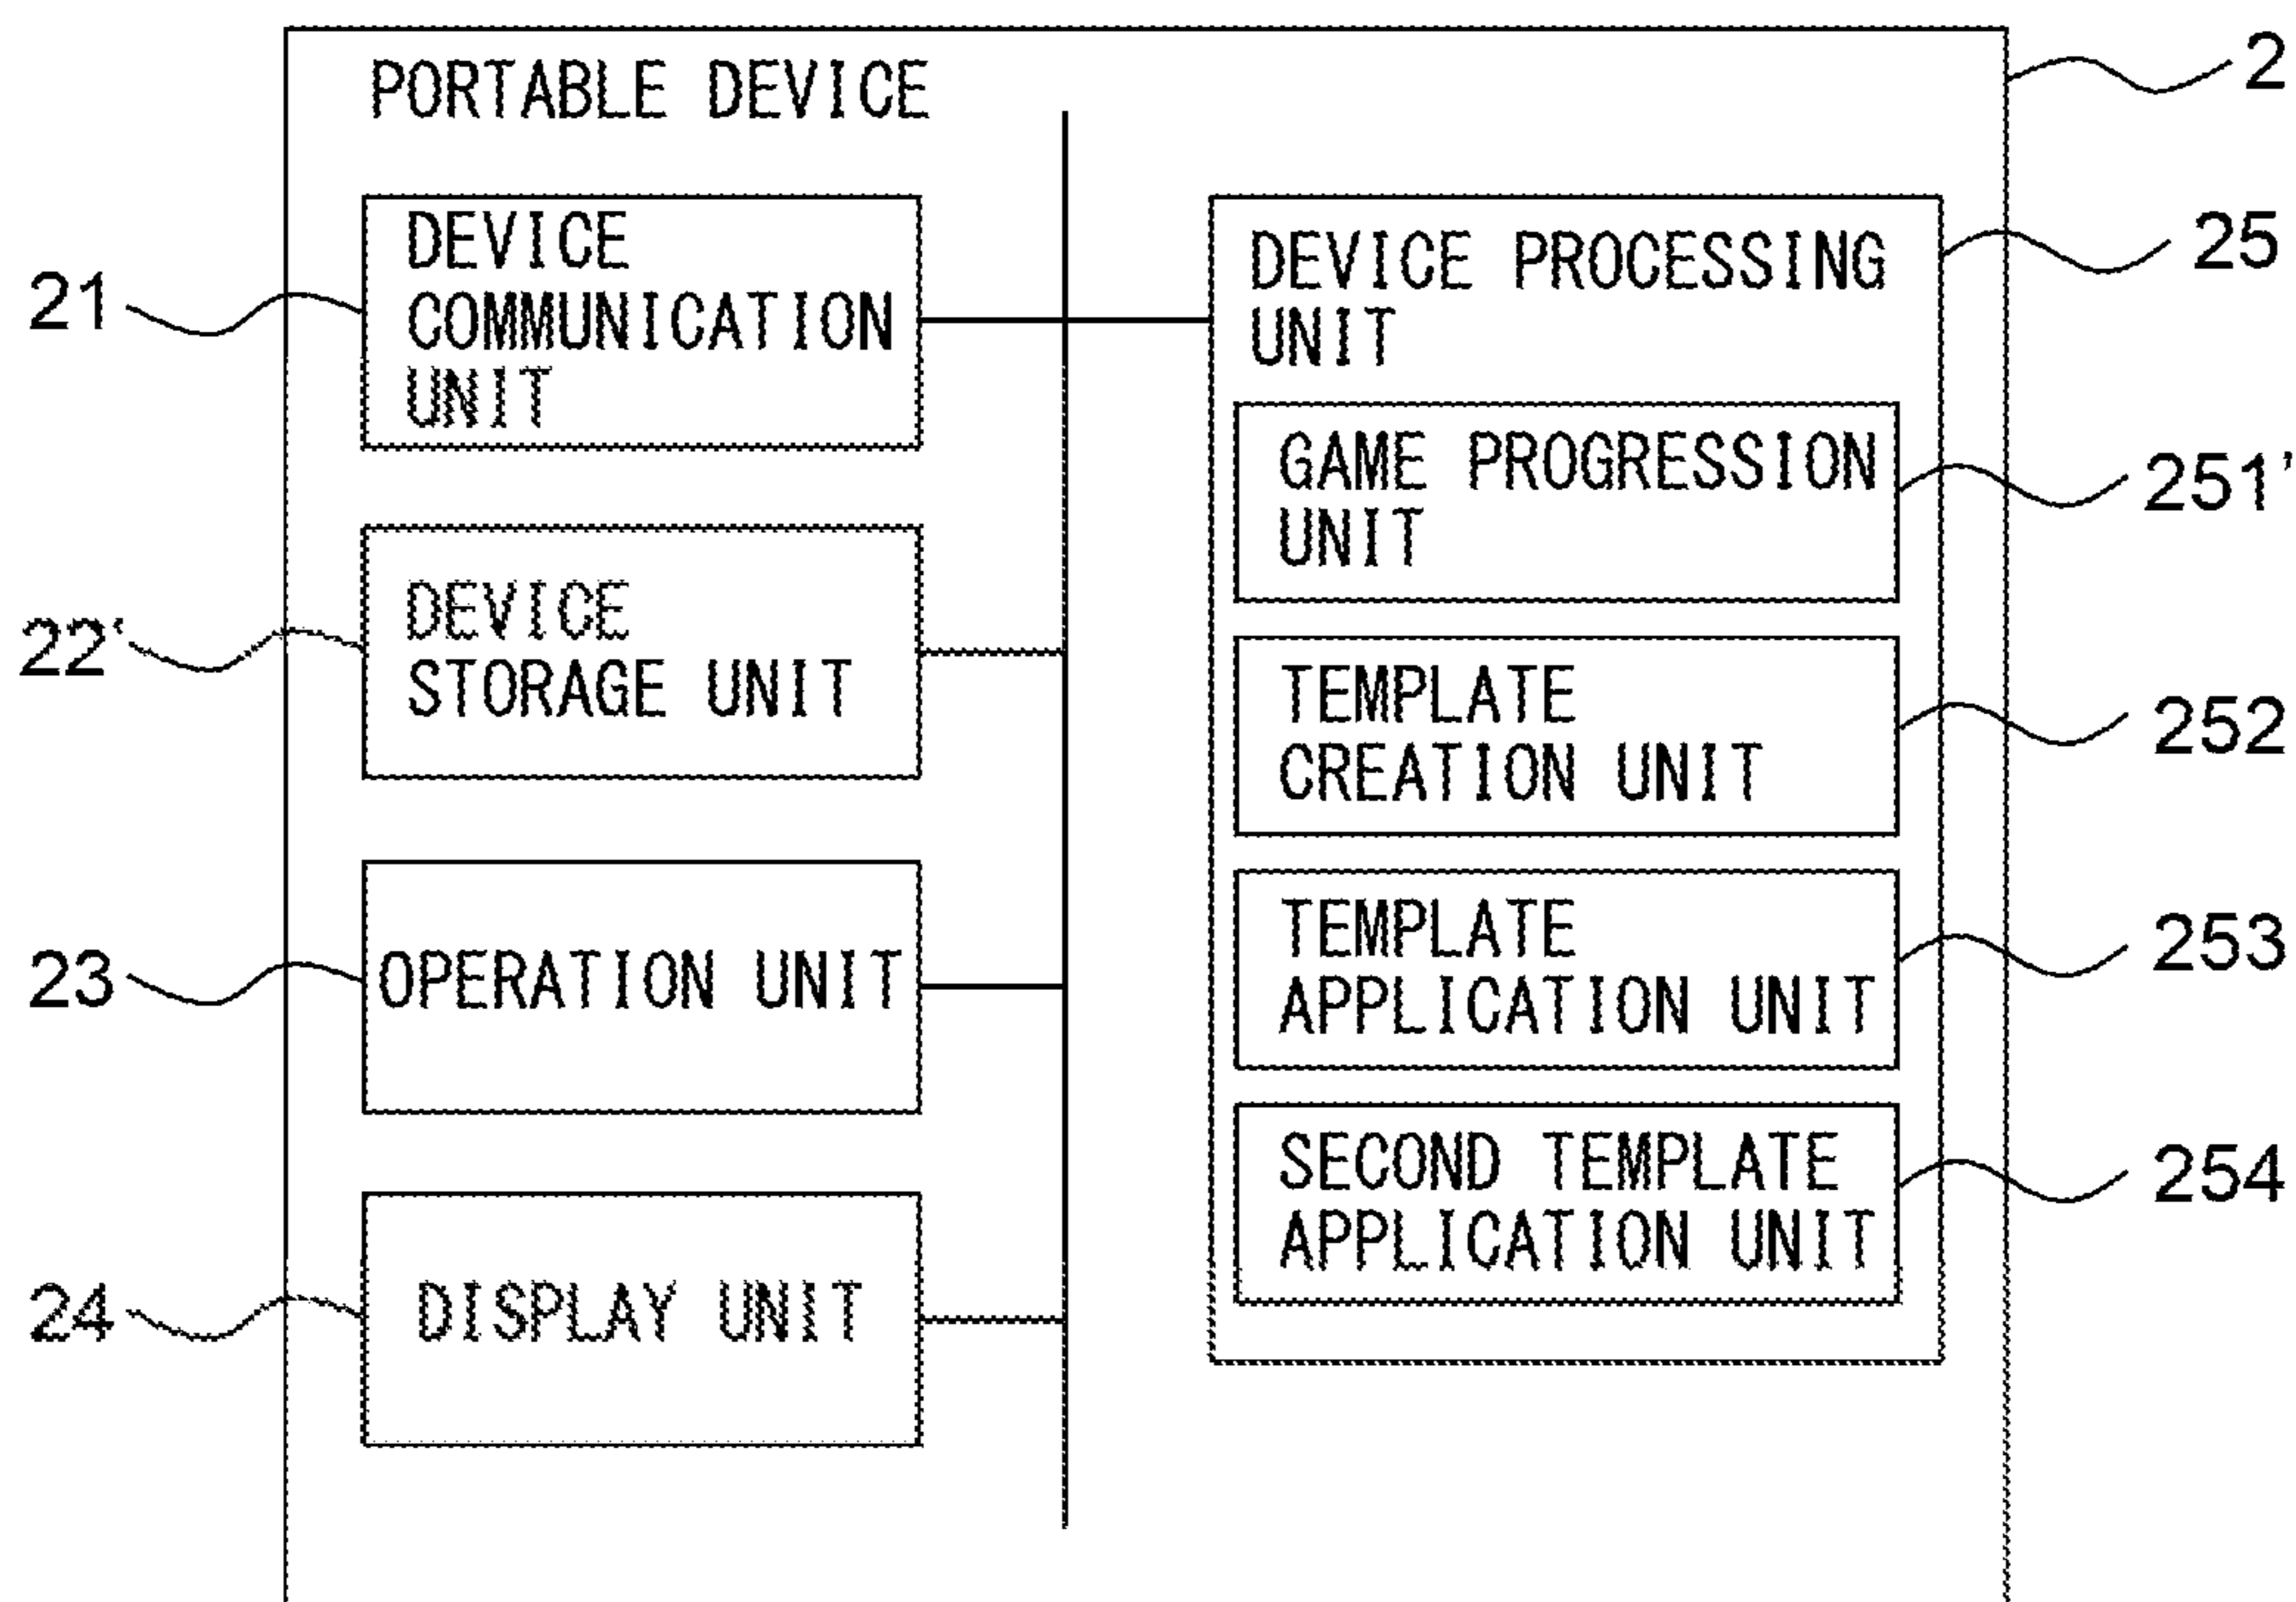 PORTABLE DEVICE
2
21
DEVICE
COMMUNICATION
UNIT
22'
DEVICE
STORAGE UNIT
23
OPERATION UNIT
24
DISPLAY UNIT
DEVICE PROCESSING
UNIT
25
GAME PROGRESSION
UNIT
251'
TEMPLATE
CREATION UNIT
252
TEMPLATE
APPLICATION UNIT
253
SECOND TEMPLATE
APPLICATION UNIT
254